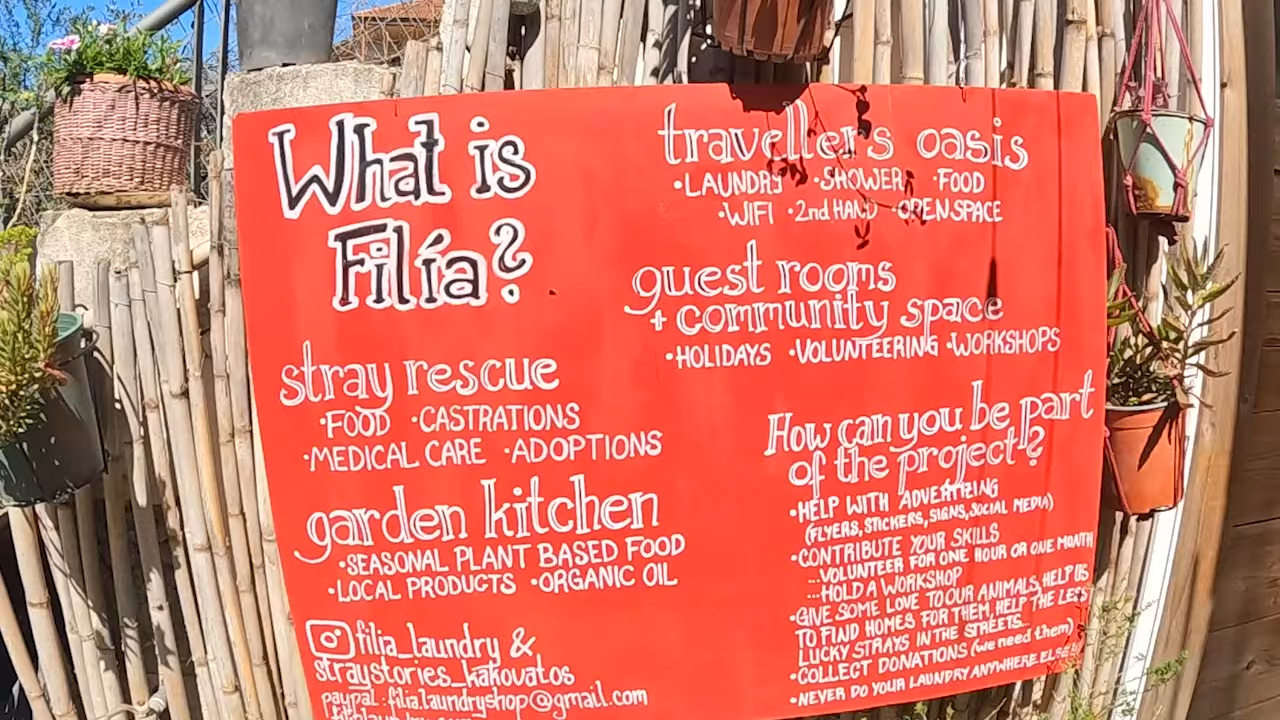 What is
Filía?
stray rescue
·FOOD ·CASTRATIONS
·MEDICAL CARE ·ADOPTIONS
garden kitchen
·SEASONAL PLANT BASED FOOD
·LOCAL PRODUCTS ·ORGANIC OIL
filia_laundry &
straystories_kakovatos
paypal:filia.laundryshop@gmail.com
traveller's oasis
·LAUNDRY ·SHOWER ·FOOD
·WIFI ·2nd HAND ·OPEN SPACE
guest rooms
+ community space
·HOLIDAYS ·VOLUNTEERING ·WORKSHOPS
How can you be part
of the project?
·HELP WITH ADVERTIZING
(FLYERS, STICKERS, SIGNS, SOCIAL MEDIA)
·CONTRIBUTE YOUR SKILLS
...VOLUNTEER FOR ONE HOUR OR ONE MONTH
...HOLD A WORKSHOP
·GIVE SOME LOVE TO OUR ANIMALS, HELP US
TO FIND HOMES FOR THEM, HELP THE LESS
LUCKY STRAYS IN THE STREETS...
·COLLECT DONATIONS (we need them)
·NEVER DO YOUR LAUNDRY ANYWHERE ELSE!!